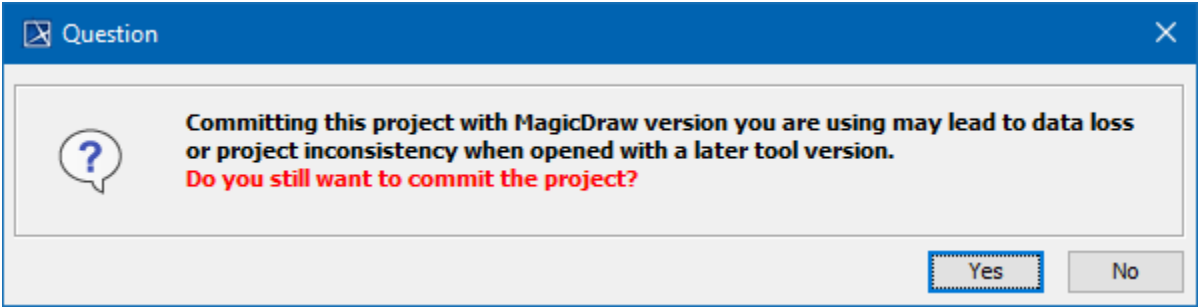 Question
Committing this project with MagicDraw version you are using may lead to data loss
or project inconsistency when opened with a later tool version.
Do you still want to commit the project?
?
Yes
No